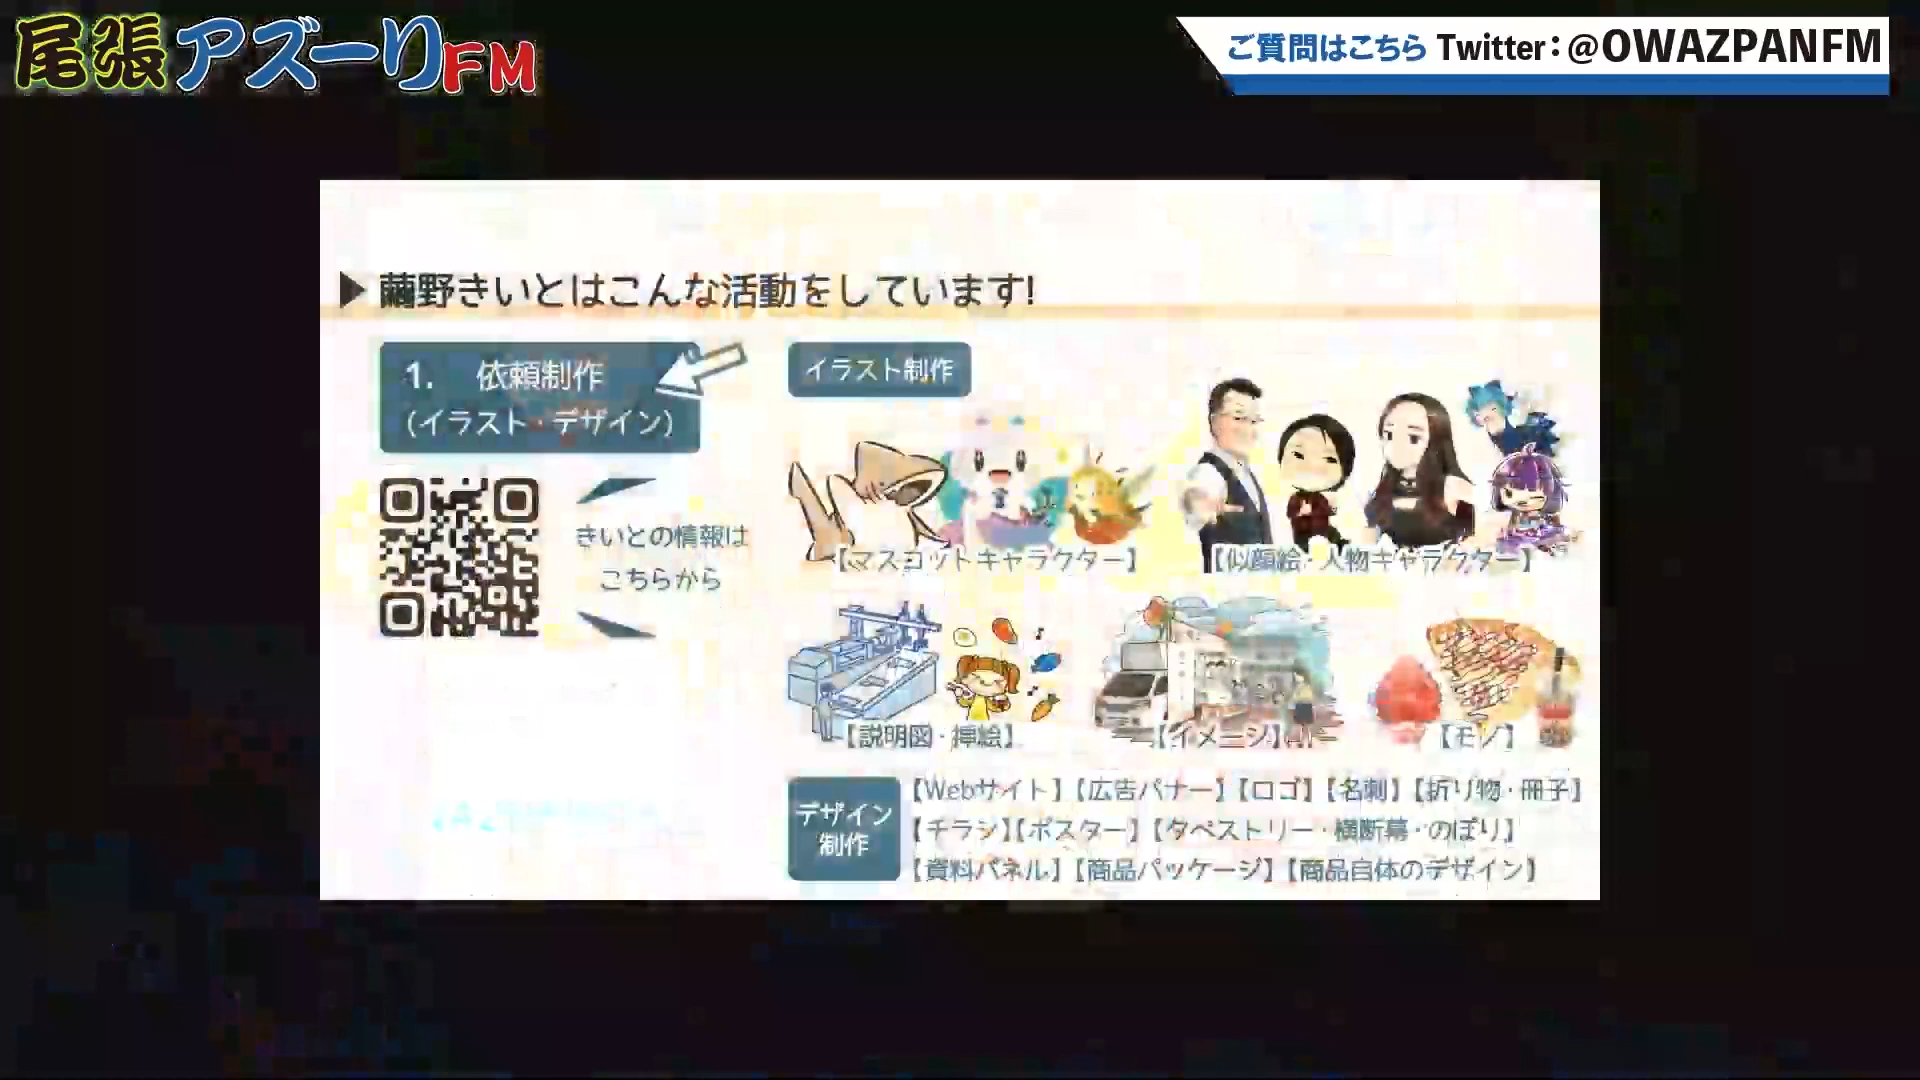 尾張アズーりFM
ご質問はこちら Twitter：@OWAZPANFM
▶繭野きいとはこんな活動をしています!
1. 依頼制作
(イラスト・デザイン)
きいとの情報は
こちらから
イラスト制作
【マスコットキャラクター】
【似顔絵・人物キャラクター】
【説明図・挿絵】
【イメージ】
【モノ】
デザイン
制作
【Webサイト】【広告バナー】【ロゴ】【名刺】【折り物・冊子】
【チラシ】【ポスター】【タペストリー・横断幕・のぼり】
【資料パネル】【商品パッケージ】【商品自体のデザイン】